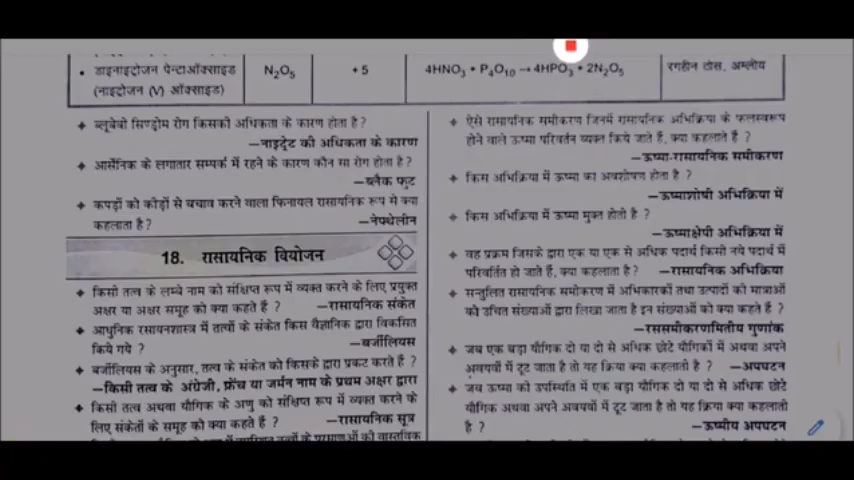 • डाइनाइट्रोजन पेन्टाऑक्साइड
(नाइट्रोजन (V) ऑक्साइड)
N₂O₅
+ 5
4HNO₃ + P₄O₁₀ → 4HPO₃ + 2N₂O₅
रंगहीन ठोस, अम्लीय
ब्लूबेबी सिण्ड्रोम रोग किसकी अधिकता के कारण होता है?
—नाइट्रेट की अधिकता के कारण
आर्सेनिक के लगातार सम्पर्क में रहने के कारण कौन सा रोग होता है?
—ब्लैक फुट
कपड़ों को कीड़ों से बचाव करने वाला फिनायल रासायनिक रूप से क्या
कहलाता है? —नेफ्थेलीन
18. रासायनिक वियोजन
किसी तत्व के लम्बे नाम को संक्षिप्त रूप में व्यक्त करने के लिए प्रयुक्त
अक्षर या अक्षर समूह को क्या कहते हैं ? —रासायनिक संकेत
आधुनिक रसायनशास्त्र में तत्वों के संकेत किस वैज्ञानिक द्वारा विकसित
किये गये ? —बर्जीलियस
बर्जीलियस के अनुसार, तत्व के संकेत को किसके द्वारा प्रकट करते हैं ?
—किसी तत्व के अंग्रेजी, फ्रेंच या जर्मन नाम के प्रथम अक्षर द्वारा
किसी तत्व अथवा यौगिक के अणु को संक्षिप्त रूप में व्यक्त करने के
लिए संकेतों के समूह को क्या कहते हैं ? —रासायनिक सूत्र
ऐसे रासायनिक समीकरण जिनमें रासायनिक अभिक्रिया के फलस्वरूप
होने वाले ऊष्मा परिवर्तन व्यक्त किये जाते हैं, क्या कहलाते हैं ?
—ऊष्मा-रासायनिक समीकरण
किस अभिक्रिया में ऊष्मा का अवशोषण होता है ?
—ऊष्माशोषी अभिक्रिया में
किस अभिक्रिया में ऊष्मा मुक्त होती है ?
—ऊष्माक्षेपी अभिक्रिया में
वह प्रक्रम जिसके द्वारा एक या एक से अधिक पदार्थ किसी नये पदार्थ में
परिवर्तित हो जाते हैं, क्या कहलाता है ? —रासायनिक अभिक्रिया
सन्तुलित रासायनिक समीकरण में अभिकारकों तथा उत्पादों की मात्राओं
को उचित संख्याओं द्वारा लिखा जाता है इन संख्याओं को क्या कहते हैं ?
—रससमीकरणमितीय गुणांक
जब एक बड़ा यौगिक दो या दो से अधिक छोटे यौगिकों में अथवा अपने
अवयवों में टूट जाता है तो यह क्रिया क्या कहलाती है ? —अपघटन
जब ऊष्मा की उपस्थिति में एक बड़ा यौगिक दो या दो से अधिक छोटे
यौगिक अथवा अपने अवयवों में टूट जाता है तो यह क्रिया क्या कहलाती
है ? —ऊष्मीय अपघटन